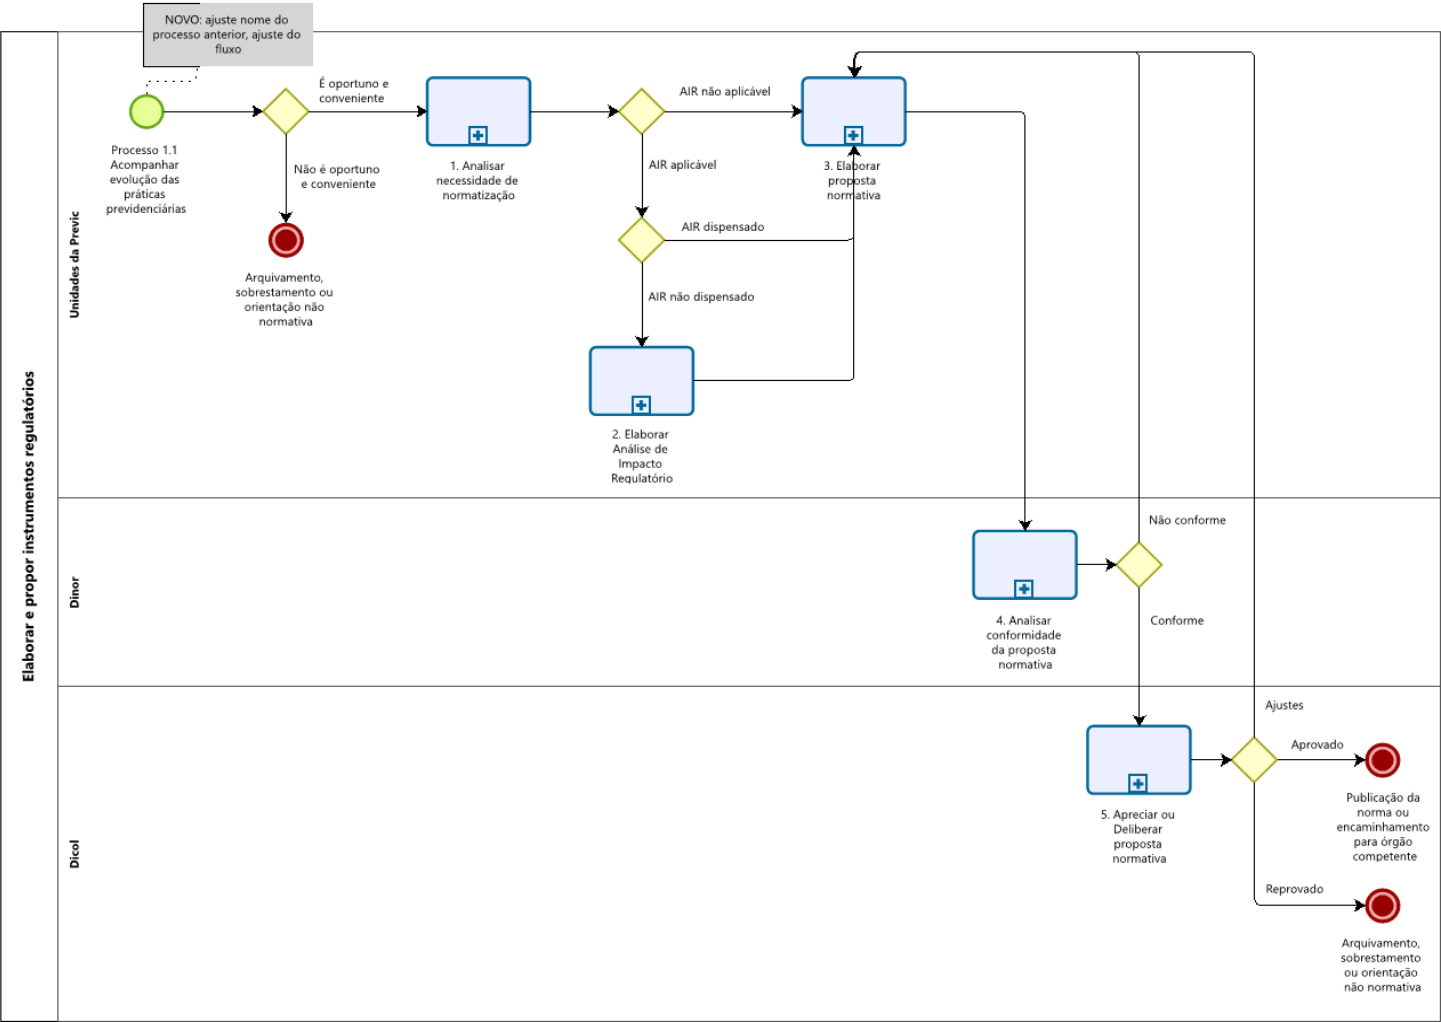 NOVO: ajuste nome do
processo anterior, ajuste do
fluxo
Elaborar e propor instrumentos regulatórios
Unidades da Previc
Processo 1.1
Acompanhar
evolução das
práticas
previdenciárias
É oportuno e
conveniente
Não é oportuno
e conveniente
Arquivamento,
sobrestamento ou
orientação não
normativa
1. Analisar
necessidade de
normatização
AIR não aplicável
AIR aplicável
AIR dispensado
AIR não dispensado
2. Elaborar
Análise de
Impacto
Regulatório
3. Elaborar
proposta
normativa
Dinor
4. Analisar
conformidade
da proposta
normativa
Não conforme
Conforme
Dicol
5. Apreciar ou
Deliberar
proposta
normativa
Ajustes
Aprovado
Publicação da
norma ou
encaminhamento
para órgão
competente
Reprovado
Arquivamento,
sobrestamento
ou orientação
não normativa